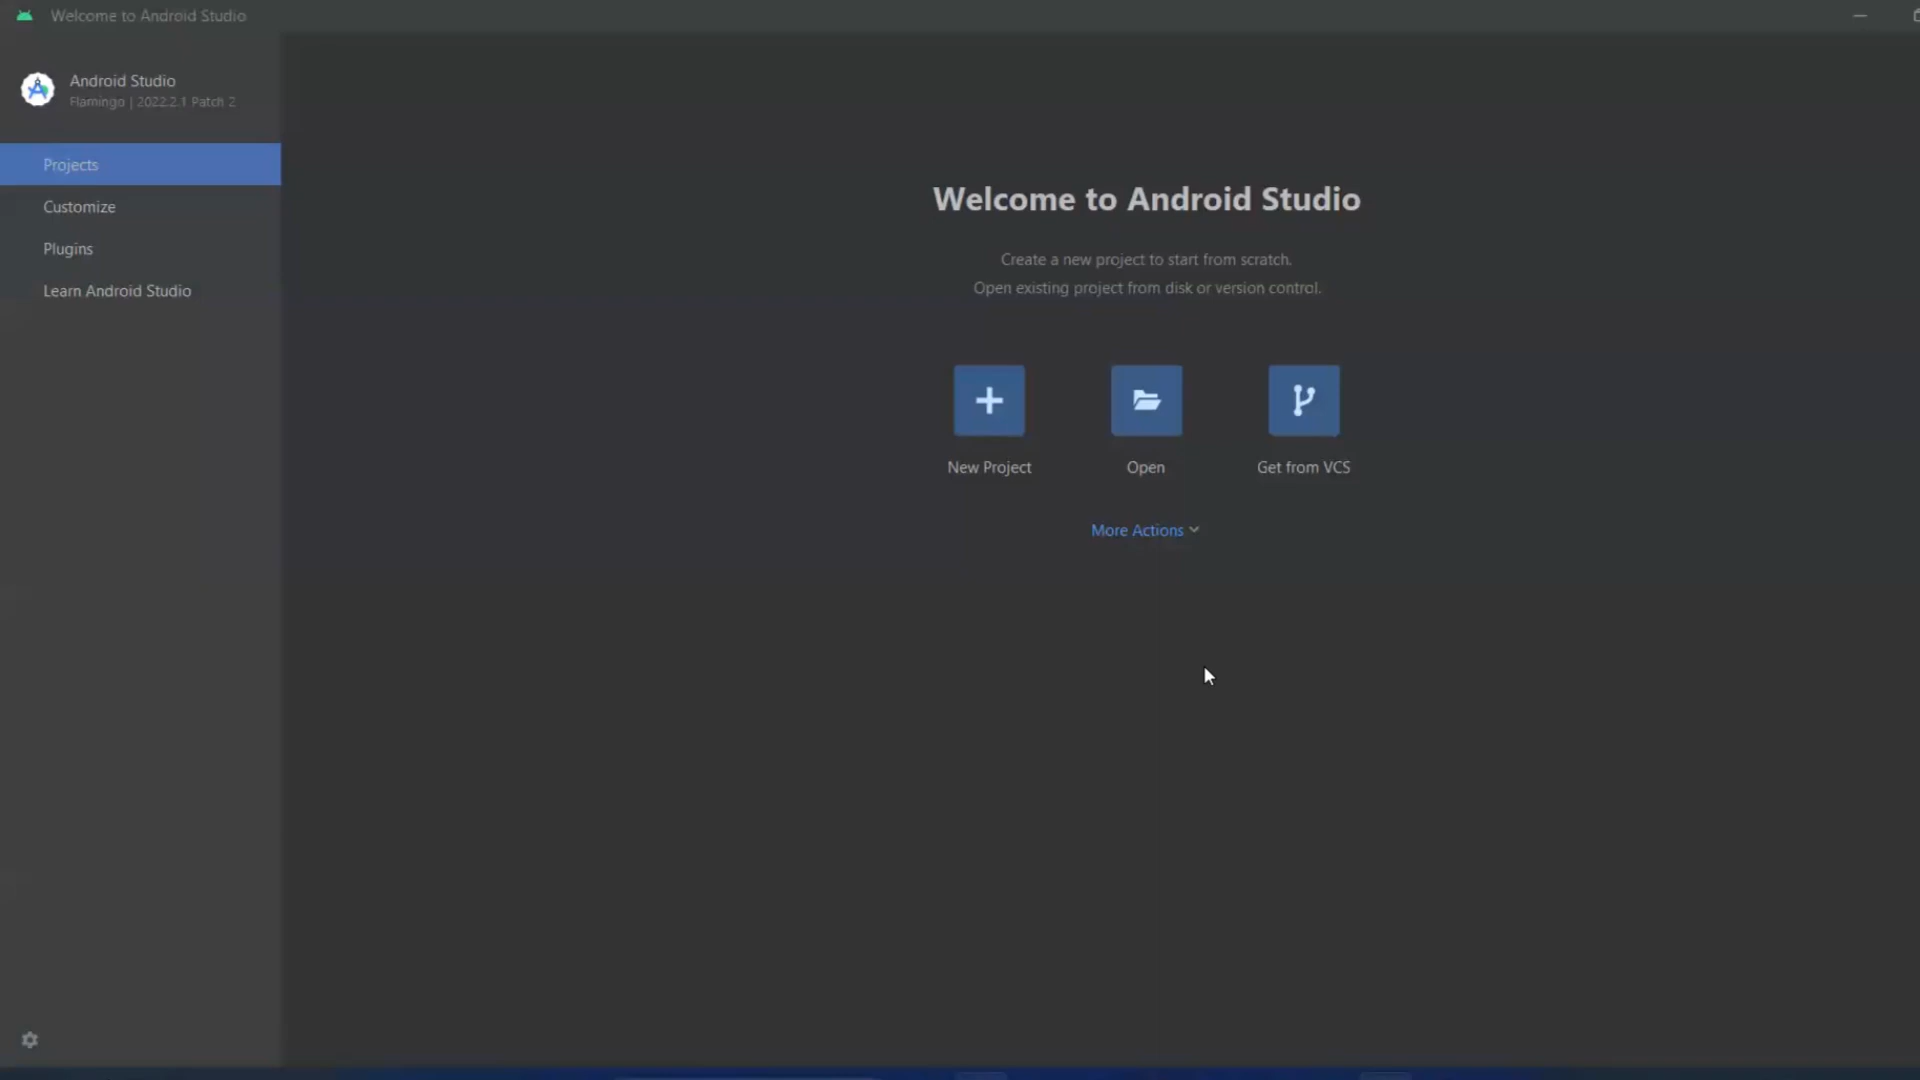 Welcome to Android Studio
Android Studio
Flamingo | 2022.2.1 Patch 2
Projects
Customize
Plugins
Learn Android Studio
Welcome to Android Studio
Create a new project to start from scratch.
Open existing project from disk or version control.
New Project
Open
Get from VCS
More Actions